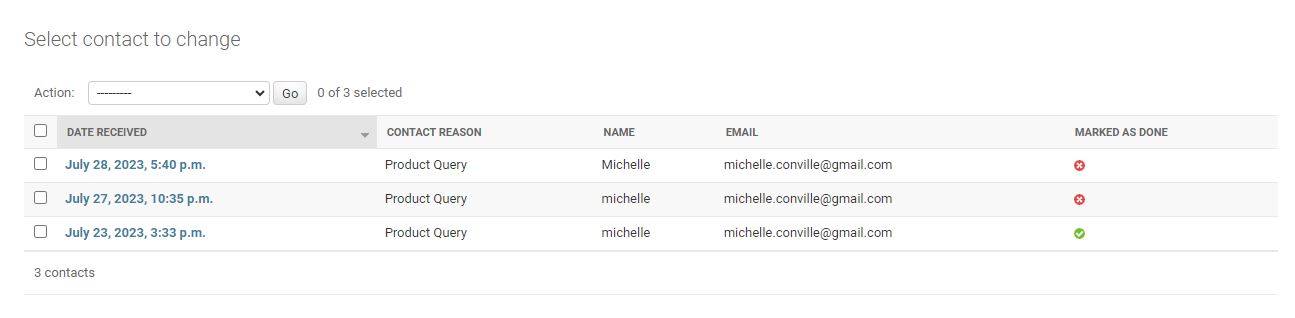 Select contact to change
Action: --------- Go 0 of 3 selected
DATE RECEIVED CONTACT REASON NAME EMAIL MARKED AS DONE
July 28, 2023, 5:40 p.m. Product Query Michelle michelle.conville@gmail.com
July 27, 2023, 10:35 p.m. Product Query michelle michelle.conville@gmail.com
July 23, 2023, 3:33 p.m. Product Query michelle michelle.conville@gmail.com
3 contacts